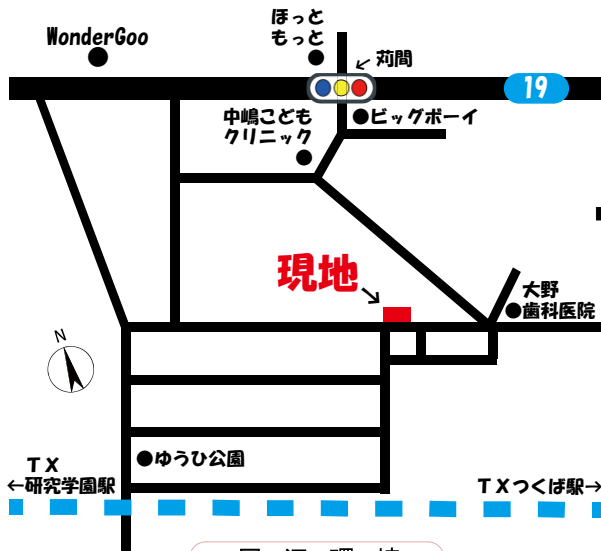 WonderGoo
ほっと
もっと
苅間
19
中嶋こども
クリニック
●ビッグボーイ
現地
大野
●歯科医院
N
●ゆうひ公園
TX
←研究学園駅
TXつくば駅→